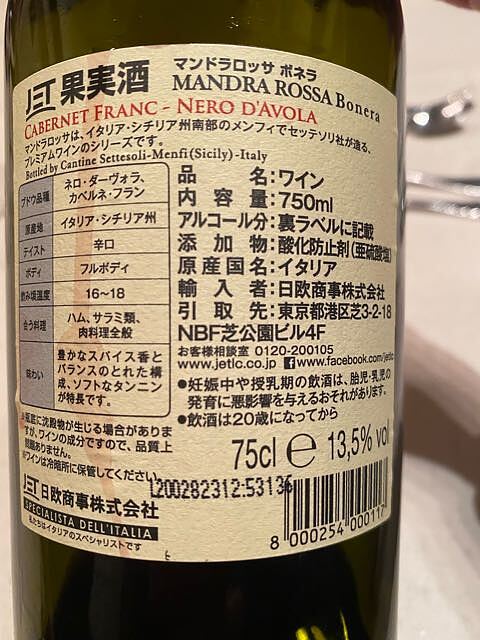 JET 果実酒
マンドラロッサ ボネラ
MANDRA ROSSA Bonera
CABERNET FRANC - NERO D'AVOLA
マンドラロッサは、イタリア・シチリア州南部のメンフィでセッテソリ社が造る、
プレミアムワインのシリーズです。
Bottled by Cantine Settesoli-Menfi(Sicily)-Italy
ブドウ品種 ネロ・ダーヴォラ、
カベルネ・フラン
原産地 イタリア・シチリア州
テイスト 辛口
ボディ フルボディ
飲み頃温度 16~18
合う料理 ハム、サラミ類、
肉料理全般
味わい 豊かなスパイス香と
バランスのとれた構
成、ソフトなタンニン
が特長です。
品名:ワイン
内容量:750ml
アルコール分:裏ラベルに記載
添加物:酸化防止剤(亜硫酸塩)
原産国名:イタリア
輸入者:日欧商事株式会社
引取先:東京都港区芝3-2-18
NBF芝公園ビル4F
お客様相談室 0120-200105
www.jetlc.jp www.facebook.com/jetlc
●妊娠中や授乳期の飲酒は、胎児・乳児の
発育に悪影響を与えるおそれがあります。
●飲酒は20歳になってから
※瓶底に沈殿物が生じる場合がありま
すが、ワインの成分ですので、品質上
問題ありません。
※ワインは冷暗所に保管してください。
75cl ℮ 13,5% vol
L200282312:53136
JET 日欧商事株式会社
SPECIALISTA DELL'ITALIA
私たちはイタリアのスペシャリストです
8 000254 000117